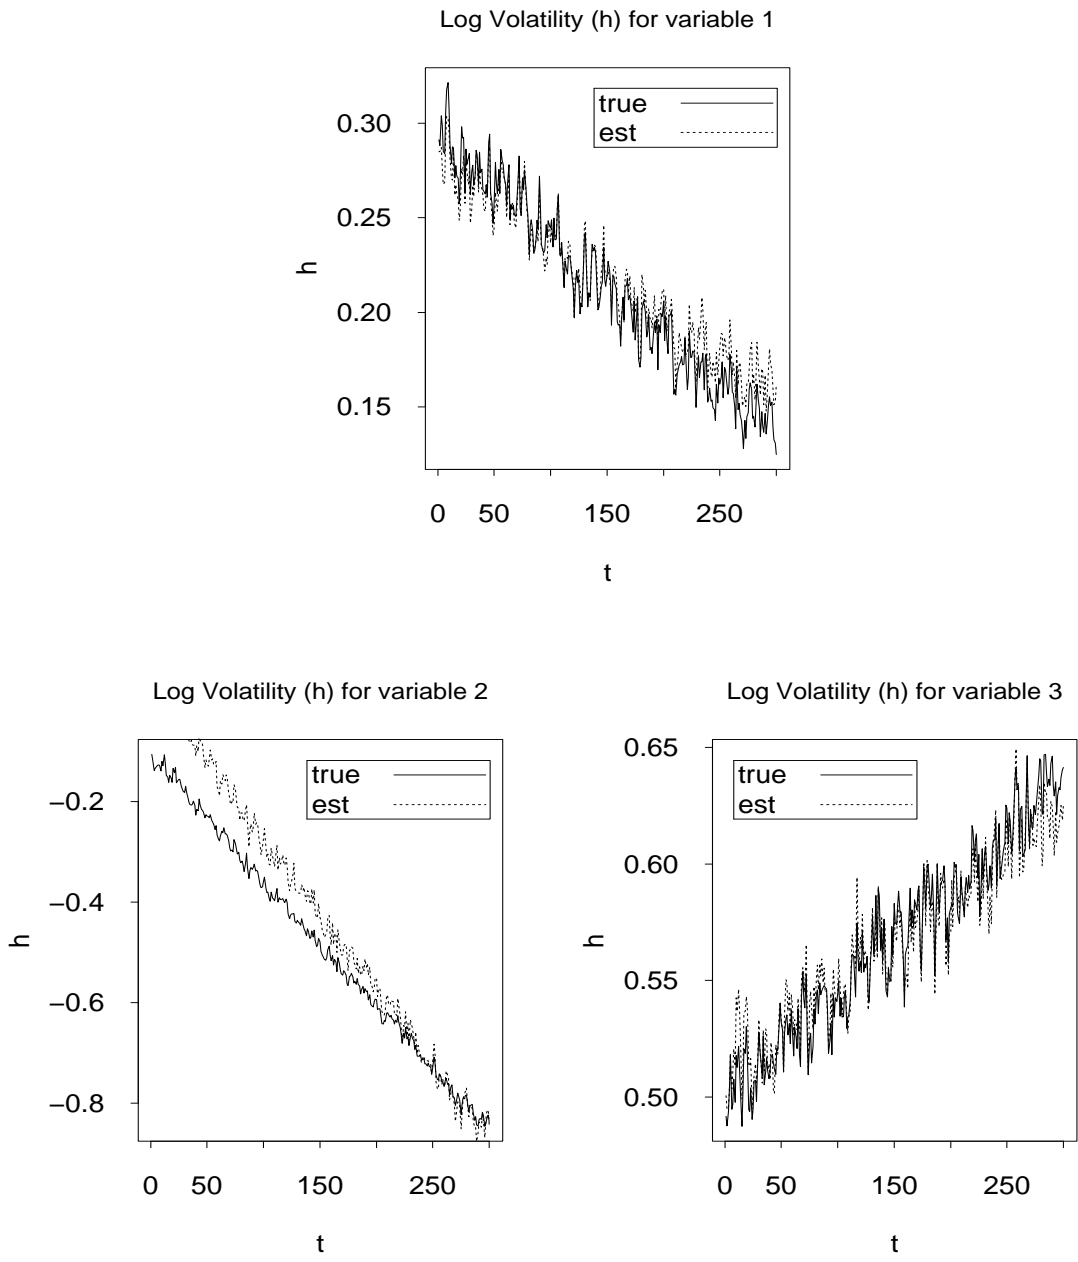 Log Volatility (h) for variable 1
h
0.30
0.25
0.20
0.15
true
est
0 50 150 250
t
Log Volatility (h) for variable 2
h
−0.2
−0.4
−0.6
−0.8
true
est
0 50 150 250
t
Log Volatility (h) for variable 3
h
0.65
0.60
0.55
0.50
true
est
0 50 150 250
t